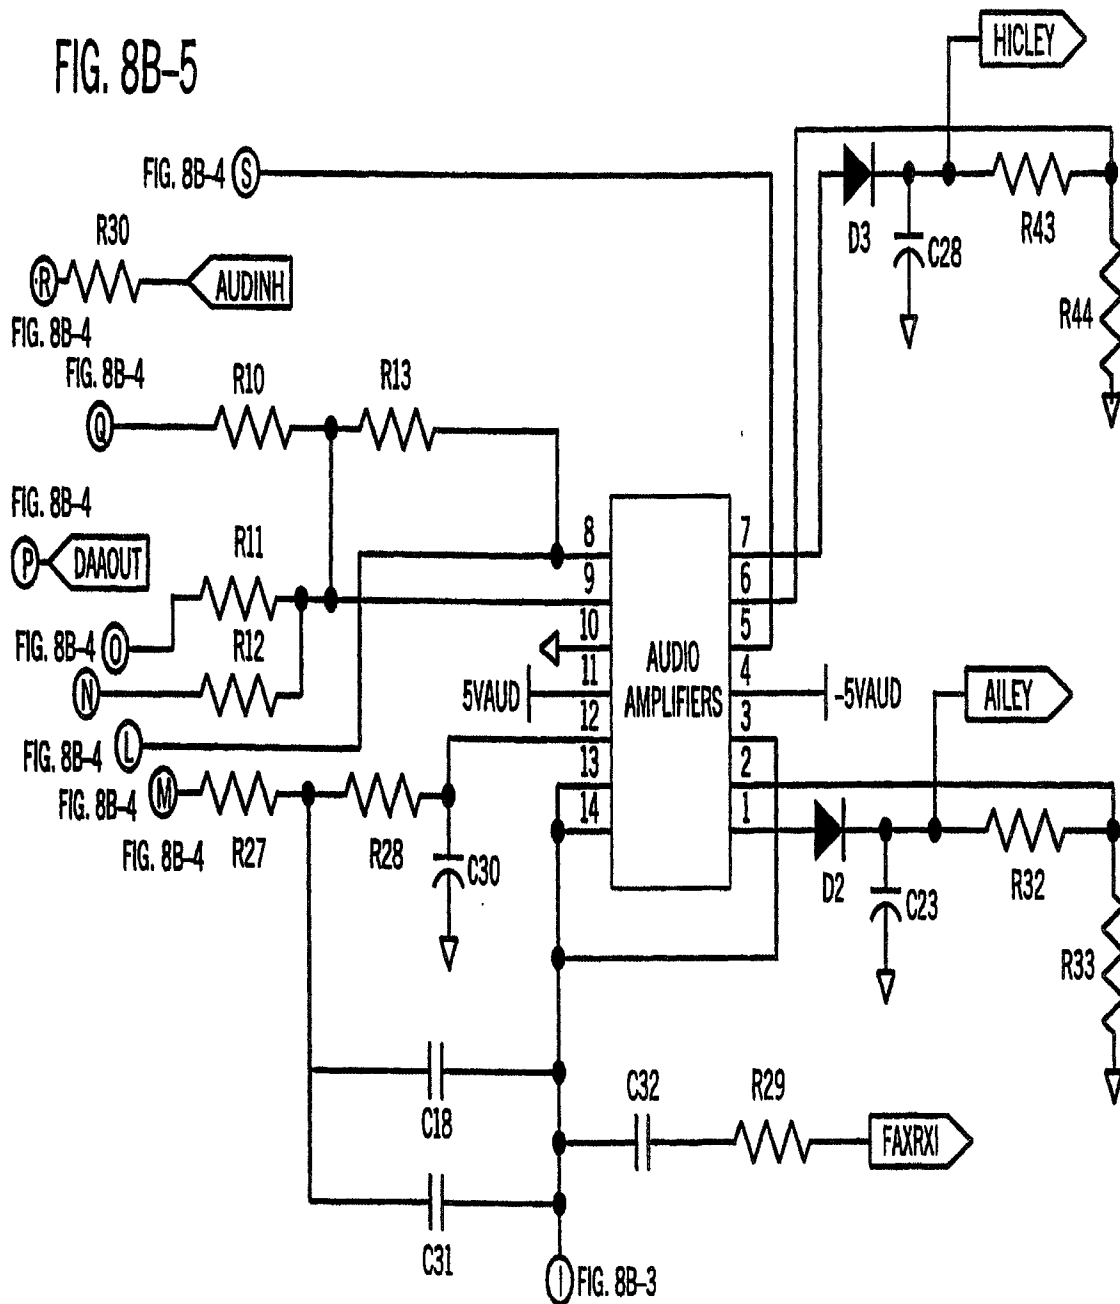 FIG. 8B-5
HICLEY
FIG. 8B-4 S
D3
C28
R43
R44
R30
R
AUDINH
FIG. 8B-4
FIG. 8B-4
R10
R13
Q
FIG. 8B-4
P
DAAOUT
R11
FIG. 8B-4 O
R12
N
FIG. 8B-4 L
FIG. 8B-4 M
FIG. 8B-4
R27
R28
C30
8
9
10
11
12
13
14
5VAUD
AUDIO
AMPLIFIERS
7
6
5
4
3
2
1
-5VAUD
AILEY
D2
C23
R32
R33
C18
C32
R29
FAXRXI
C31
I FIG. 8B-3